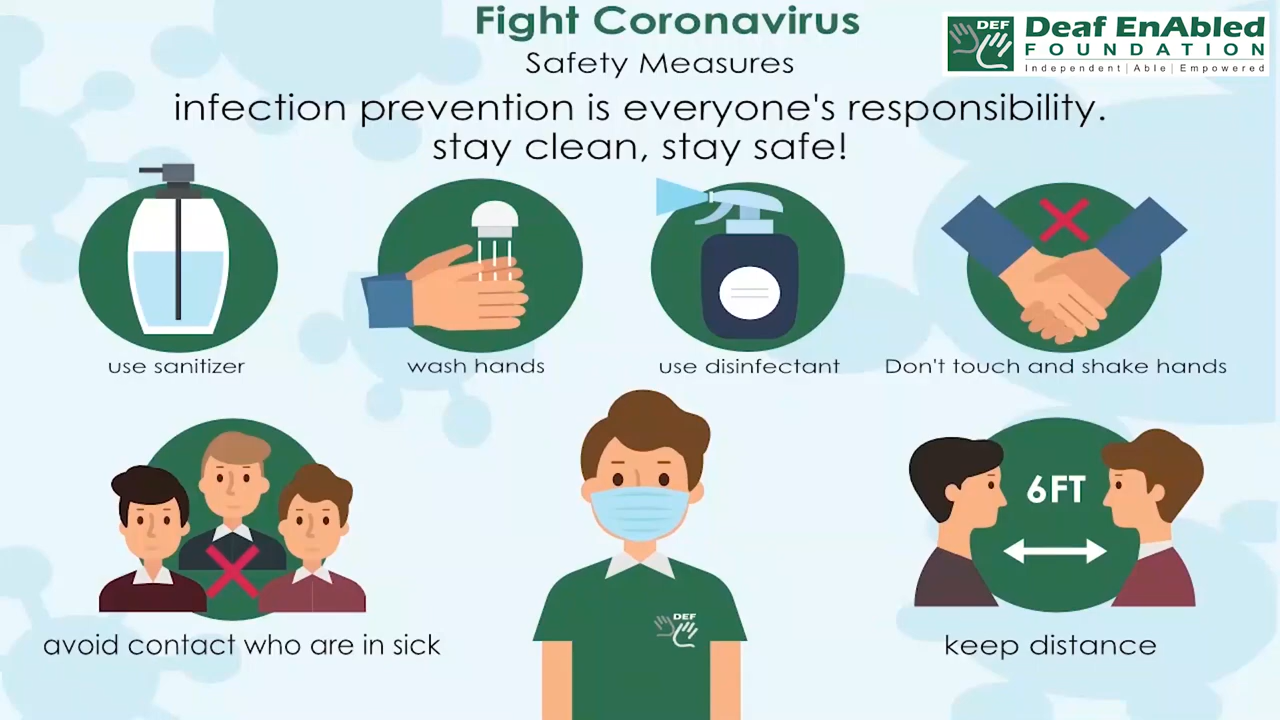 Fight Coronavirus
DEF
Deaf EnAbled
FOUNDATION
Independent | Able | Empowered
Safety Measures
infection prevention is everyone's responsibility.
stay clean, stay safe!
use sanitizer
wash hands
use disinfectant
Don't touch and shake hands
6FT
DEF
avoid contact who are in sick
keep distance